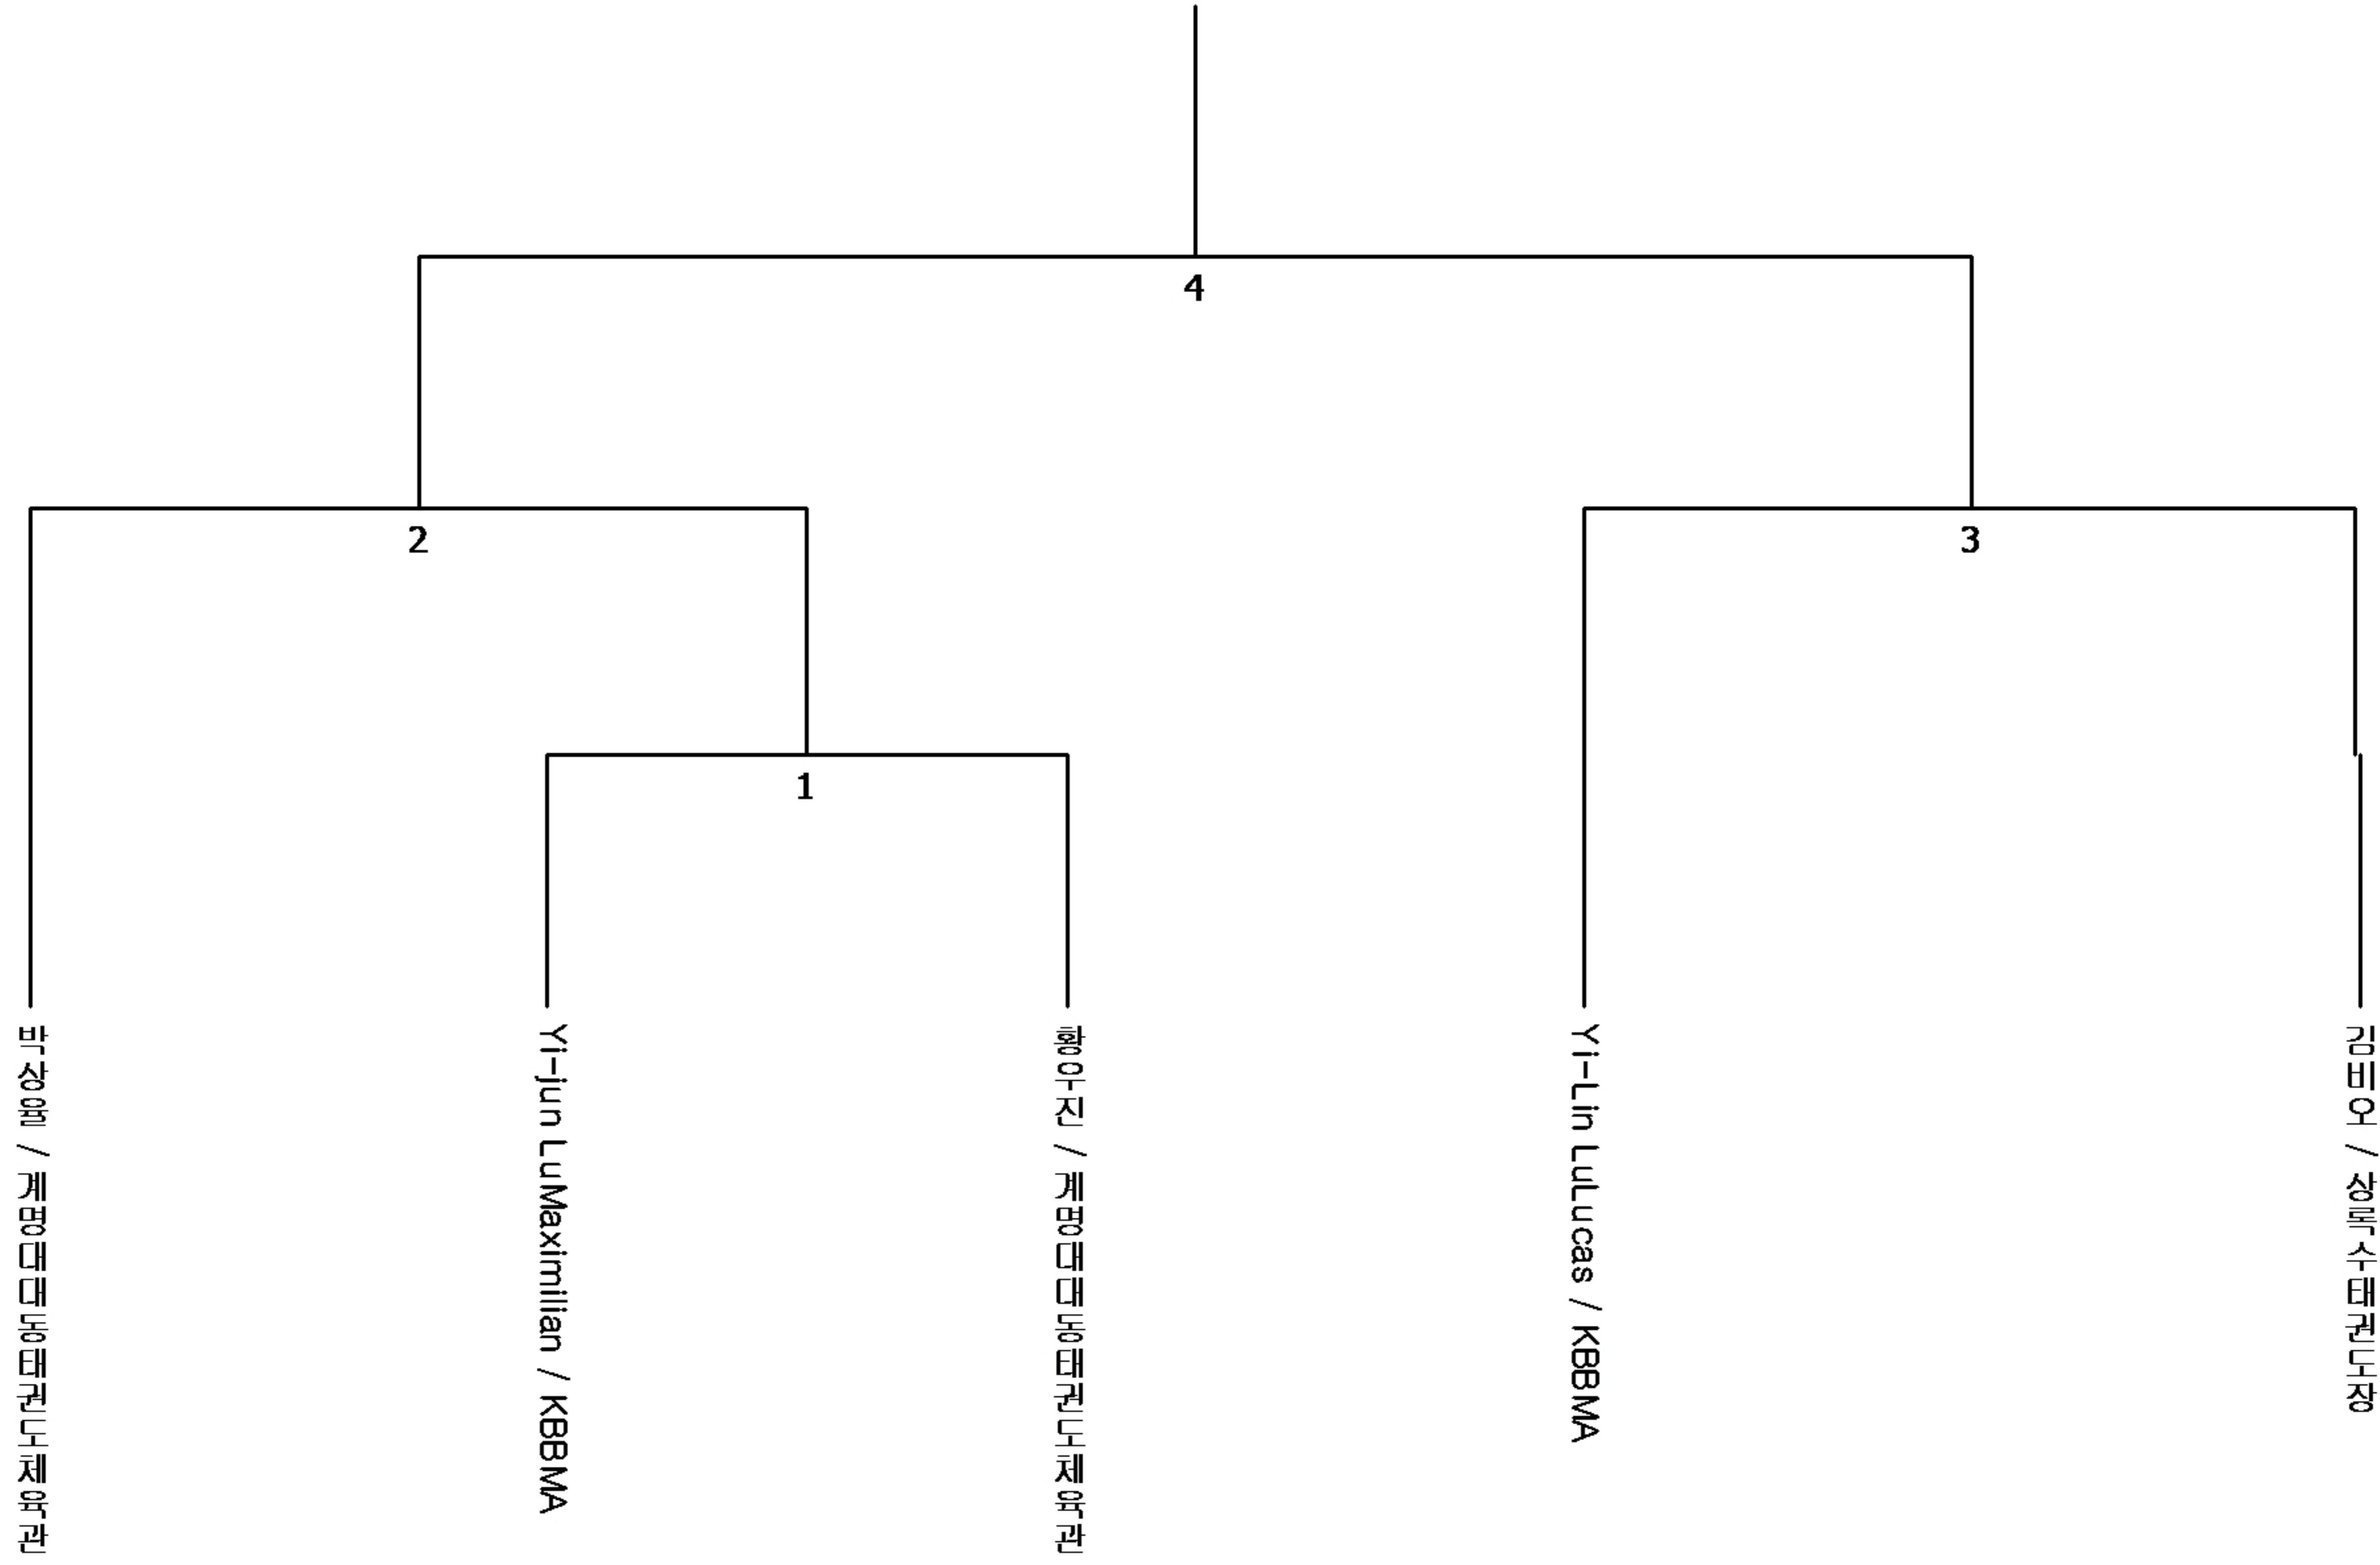 4
2
3
1
박상율 / 계명대대동태권도체육관
Yi-jun LuMaximilian / KBBMA
황우진 / 계명대대동태권도체육관
Yi-Lin LuLucas / KBBMA
김비오 / 상록수태권도장